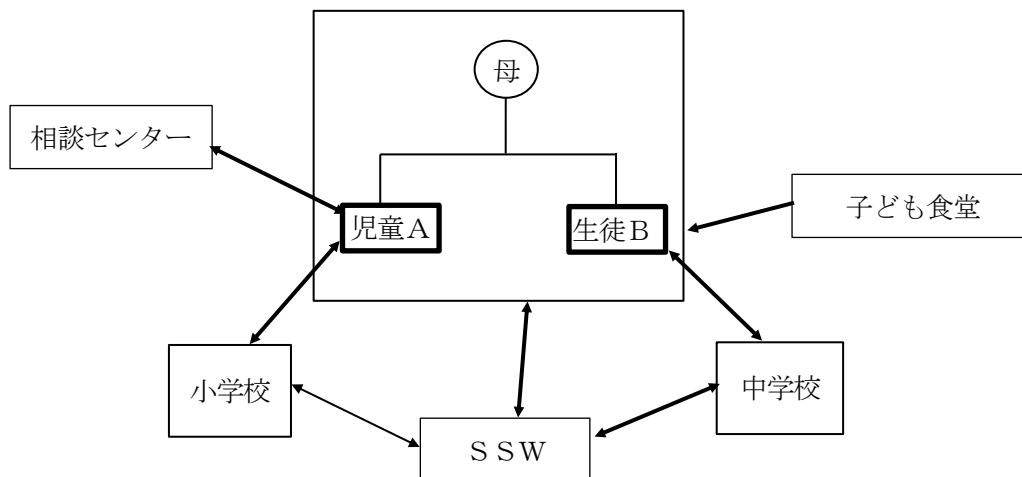 母
相談センター
児童Ａ
生徒Ｂ
子ども食堂
小学校
中学校
ＳＳＷ